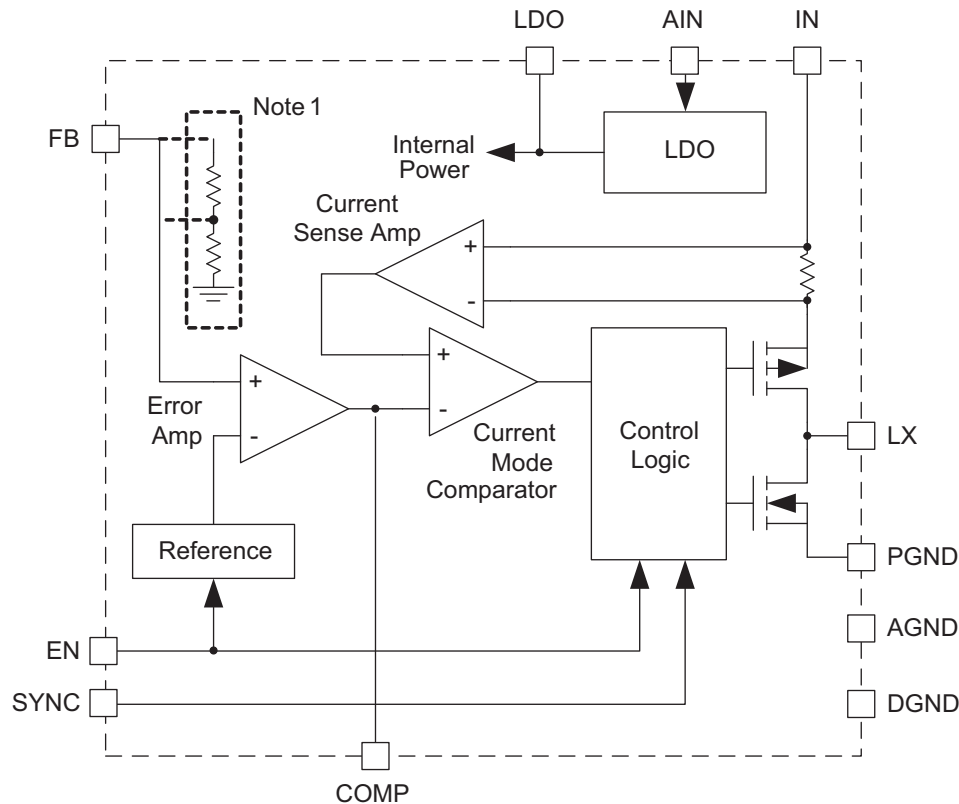 LDO
AIN
IN
Note 1
FB
LDO
Internal
Power
Current
Sense Amp
+
-
+
-
+
-
Error
Amp
Current
Mode
Comparator
Control
Logic
LX
Reference
PGND
AGND
EN
SYNC
DGND
COMP